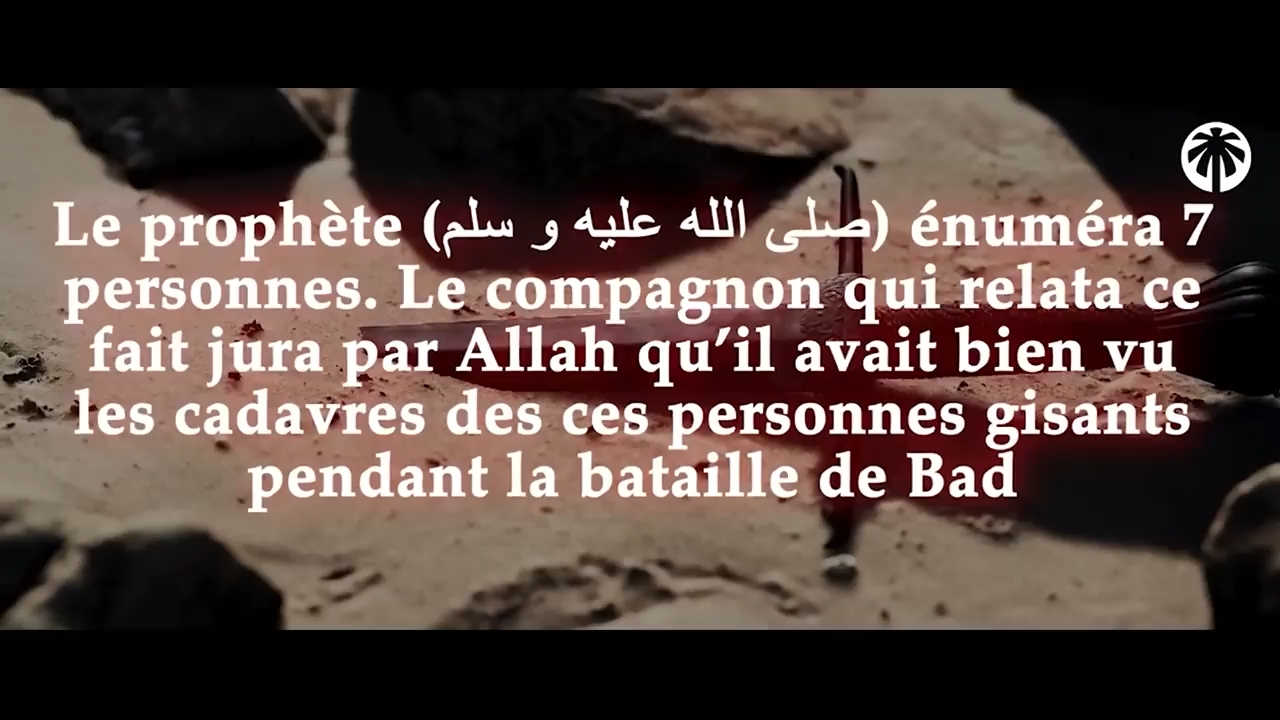 Le prophète (صلى الله عليه و سلم) énuméra 7
personnes. Le compagnon qui relata ce
fait jura par Allah qu’il avait bien vu
les cadavres des ces personnes gisants
pendant la bataille de Bad